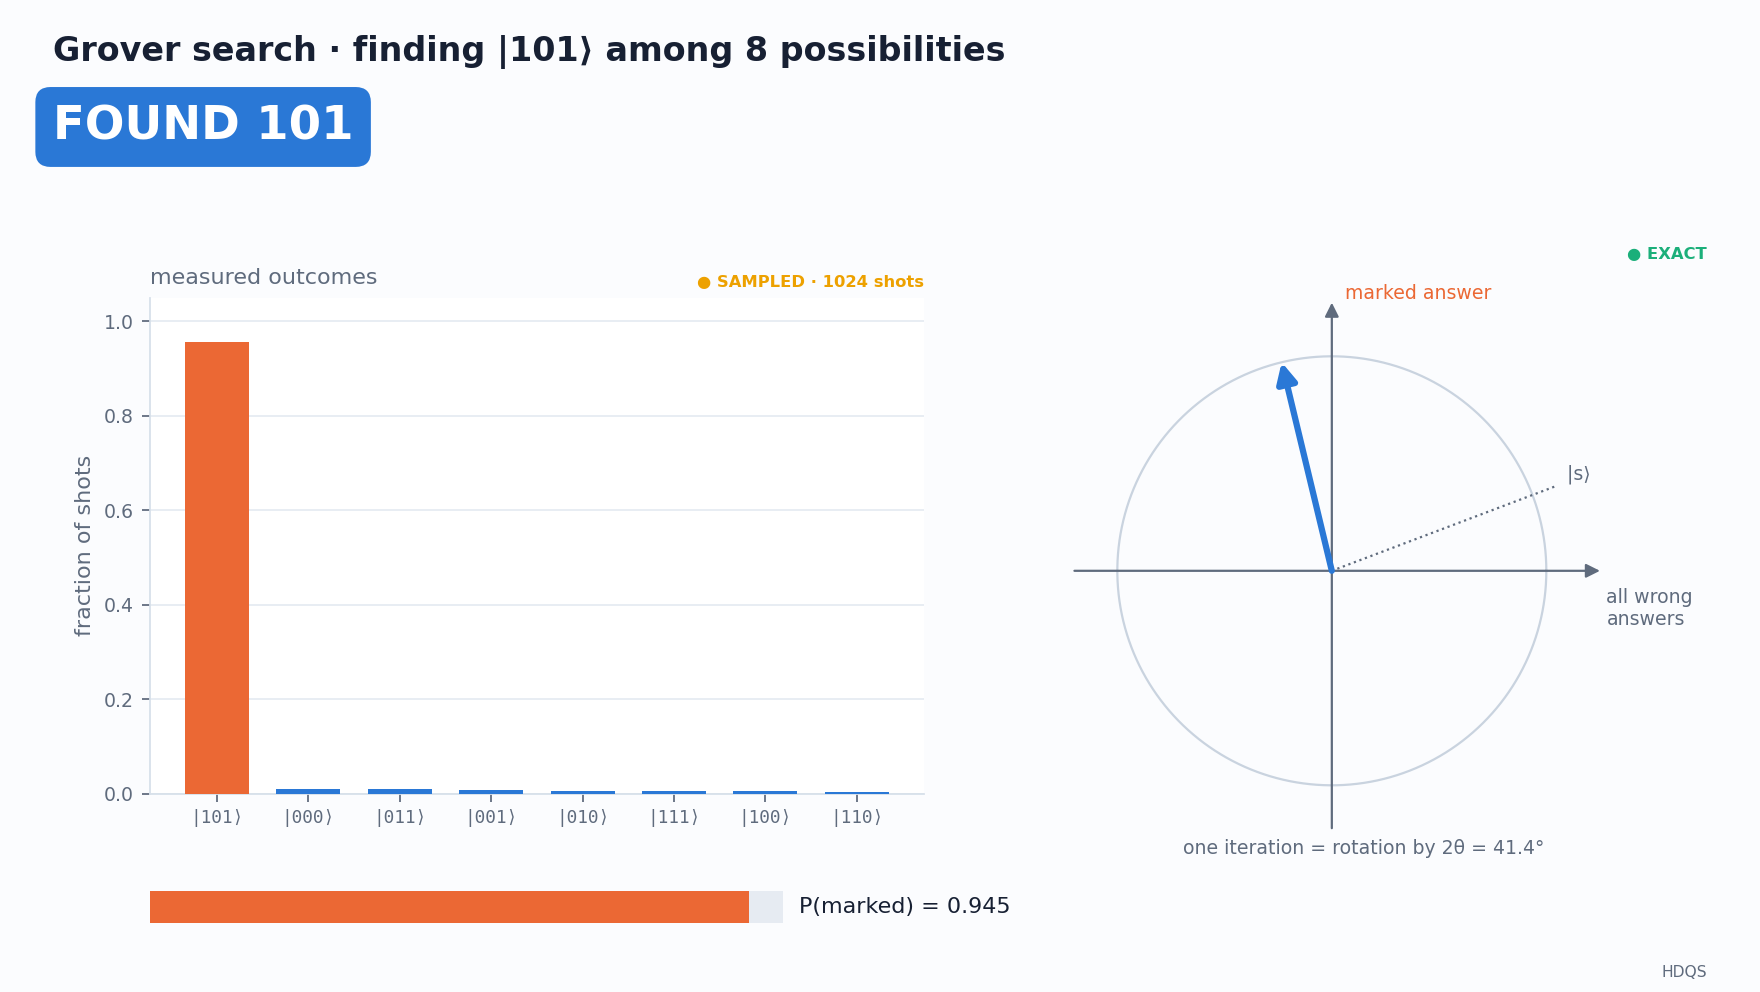 Grover search · finding |101⟩ among 8 possibilities
FOUND 101
measured outcomes
● SAMPLED · 1024 shots
fraction of shots
1.0
0.8
0.6
0.4
0.2
0.0
|101⟩ |000⟩ |011⟩ |001⟩ |010⟩ |111⟩ |100⟩ |110⟩
P(marked) = 0.945
● EXACT
marked answer
|s⟩
all wrong
answers
one iteration = rotation by 2θ = 41.4°
HDQS